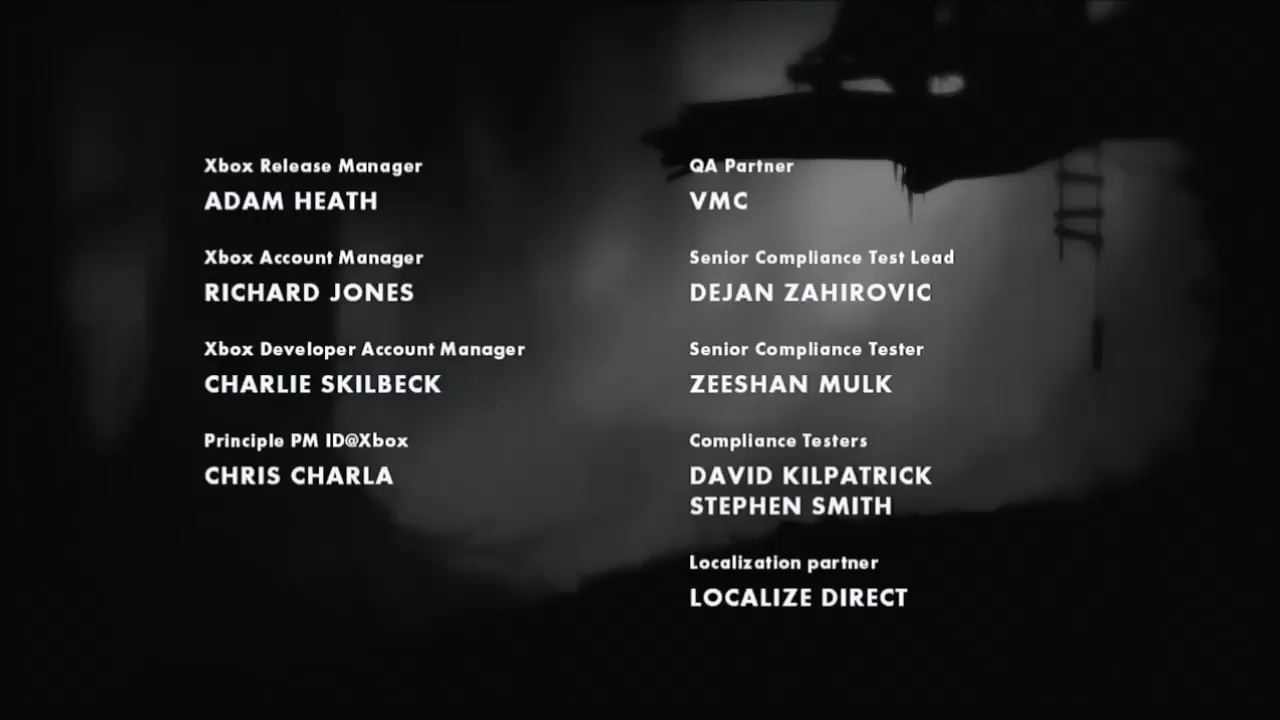 Xbox Release Manager
ADAM HEATH
Xbox Account Manager
RICHARD JONES
Xbox Developer Account Manager
CHARLIE SKILBECK
Principle PM ID@Xbox
CHRIS CHARLA
QA Partner
VMC
Senior Compliance Test Lead
DEJAN ZAHIROVIC
Senior Compliance Tester
ZEESHAN MULK
Compliance Testers
DAVID KILPATRICK
STEPHEN SMITH
Localization partner
LOCALIZE DIRECT